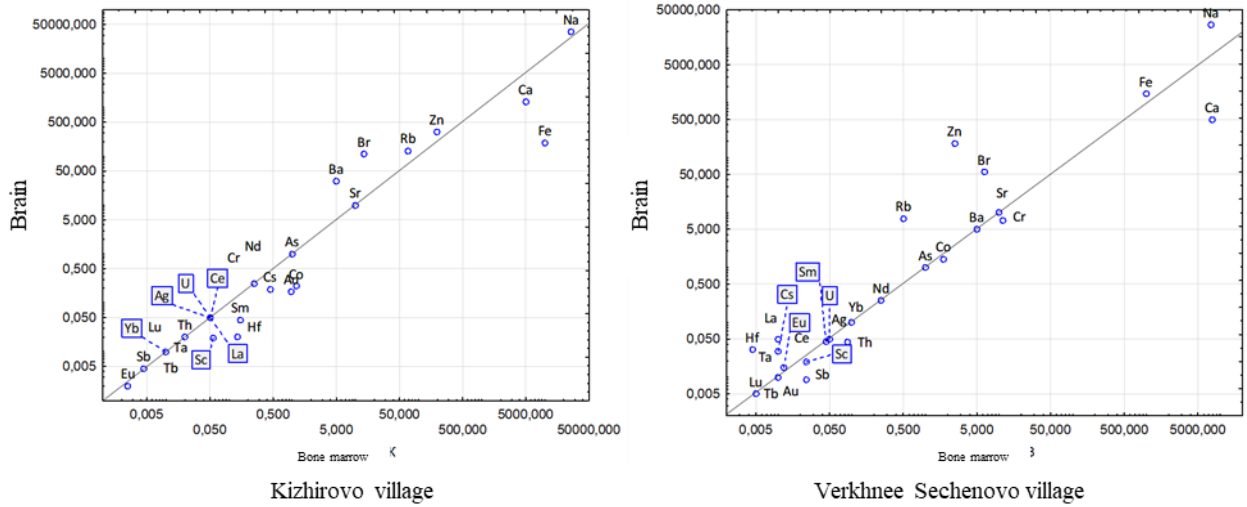 50000,000
5000,000
500,000
50,000
5,000
0,500
0,050
0,005
Brain
Na
Ca
Fe
Zn
Rb
Br
Ba
Sr
As
Nd
Cr
Cs
Co
Au
Ce
U
Ag
Sm
Hf
Yb
Lu
Th
Ta
Sc
La
Sb
Tb
Eu
0,005
0,500
50,000
5000,000
0,050
5,000
500,000
50000,000
Bone marrow
Kizhirovo village
50000,000
5000,000
500,000
50,000
5,000
0,500
0,050
0,005
Brain
Na
Fe
Ca
Zn
Br
Sr
Rb
Ba
Cr
Co
As
Sm
Cs
U
Nd
Yb
La
Eu
Ag
Hf
Ta
Ce
Th
Sc
Lu
Tb
Au
Sb
0,005
0,050
0,500
5,000
50,000
500,000
5000,000
Bone marrow
Verkhnee Sechenovo village